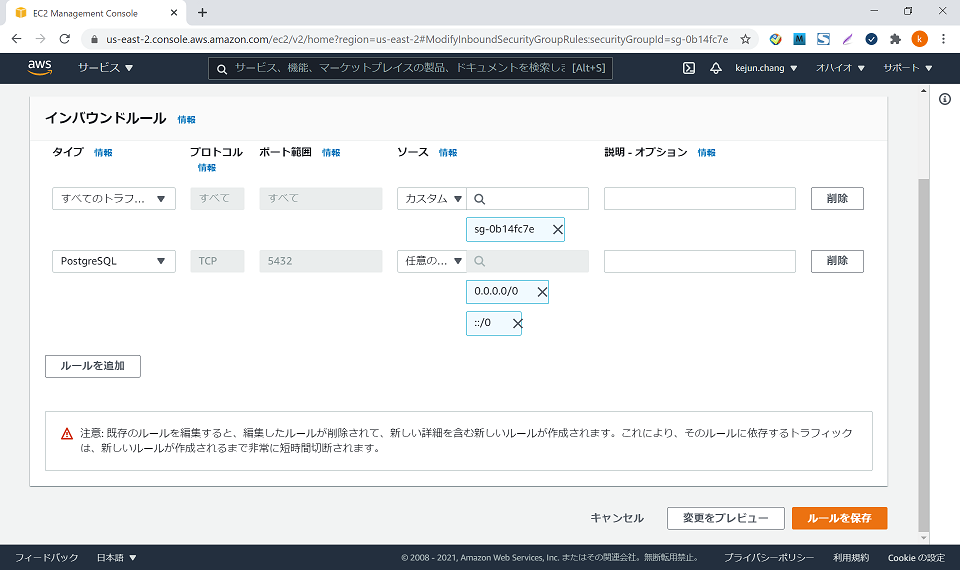 EC2 Management Console
us-east-2.console.aws.amazon.com/ec2/v2/home?region=us-east-2#ModifyInboundSecurityGroupRules:securityGroupId=sg-0b14fc7e
k
aws サービス サービス、機能、マーケットプレイスの製品、ドキュメントを検索しま [Alt+S] kejun.chang オハイオ サポート
インバウンドルール 情報
タイプ 情報 プロトコル 情報 ポート範囲 情報 ソース 情報 説明 - オプション 情報
すべてのトラフ... すべて すべて カスタム 削除
sg-0b14fc7e
PostgreSQL TCP 5432 任意の... 削除
0.0.0.0/0
::/0
ルールを追加
注意: 既存のルールを編集すると、編集したルールが削除されて、新しい詳細を含む新しいルールが作成されます。これにより、そのルールに依存するトラフィック
は、新しいルールが作成されるまで非常に短時間切断されます。
キャンセル 変更をプレビュー ルールを保存
フィードバック 日本語 © 2008 - 2021, Amazon Web Services, Inc. またはその関連会社。無断転用禁止。 プライバシーポリシー 利用規約 Cookie の設定